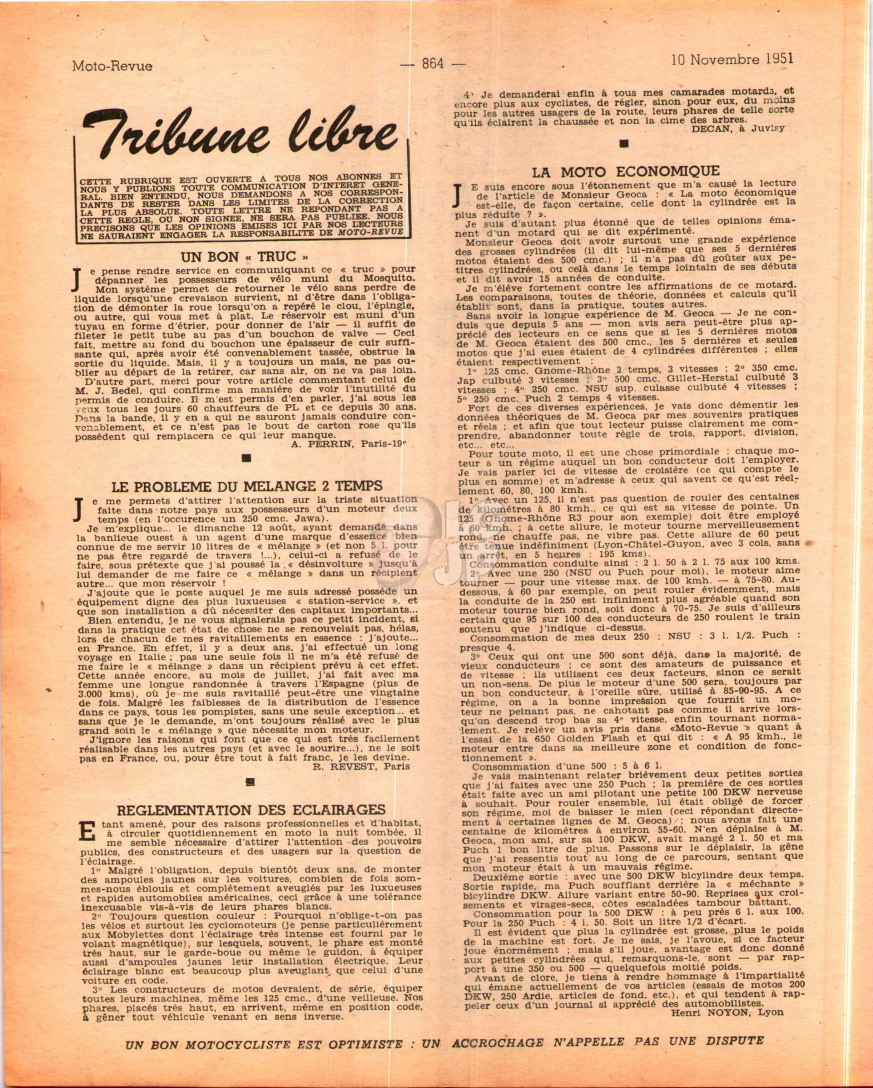 Moto-Revue
— 864 —
10 Novembre 1951
Tribune libre
CETTE RUBRIQUE EST OUVERTE A TOUS NOS ABONNES ET
NOUS Y PUBLIONS TOUTE COMMUNICATION D'INTERET GENE-
RAL. BIEN ENTENDU, NOUS DEMANDONS A NOS CORRESPON-
DANTS DE RESTER DANS LES LIMITES DE LA CORRECTION
LA PLUS ABSOLUE. TOUTE LETTRE NE REPONDANT PAS A
CETTE REGLE, OU NON SIGNEE, NE SERA PAS PUBLIEE. NOUS
PRECISONS QUE LES OPINIONS EMISES ICI PAR NOS LECTEURS
NE SAURAIENT ENGAGER LA RESPONSABILITE DE MOTO-REVUE
UN BON « TRUC »
Je pense rendre service en communiquant ce « truc » pour
dépanner les possesseurs de vélo muni du Mosquito.
Mon système permet de retourner le vélo sans perdre de
liquide lorsqu'une crevaison survient, ni d'être dans l'obliga-
tion de démonter la roue lorsqu'on a repéré le clou, l'épingle,
ou autre, qui vous met à plat. Le réservoir est muni d'un
tuyau en forme d'étrier, pour donner de l'air — il suffit de
fileter le petit tube au pas d'un bouchon de valve — Ceci
fait, mettre au fond du bouchon une épaisseur de cuir suffi-
sante qui, après avoir été convenablement tassée, obstrue la
sortie du liquide. Mais, il y a toujours un mais, ne pas ou-
blier au départ de la retirer, car sans air, on ne va pas loin.
D'autre part, merci pour votre article commentant celui de
M. J. Bedel, qui confirme ma manière de voir l'inutilité du
permis de conduire. Il m'est permis d'en parler, j'ai sous les
yeux tous les jours 60 chauffeurs de PL et ce depuis 30 ans.
Dans la bande, il y en a qui ne sauront jamais conduire con-
venablement, et ce n'est pas le bout de carton rose qu'ils
possèdent qui remplacera ce qui leur manque.
A. PERRIN, Paris-19e
LE PROBLEME DU MELANGE 2 TEMPS
Je me permets d'attirer l'attention sur la triste situation
faite dans notre pays aux possesseurs d'un moteur deux
temps (en l'occurence un 250 cmc. Jawa).
Je m'explique... le dimanche 12 août, ayant demandé dans
la banlieue ouest à un agent d'une marque d'essence bien
connue de me servir 10 litres de « mélange » (et non 5 l. pour
ne pas être regardé de travers !...), celui-ci a refusé de le
faire, sous prétexte que j'ai poussé la « désinvolture » jusqu'à
lui demander de me faire ce « mélange » dans un récipient
autre... que mon réservoir !
J'ajoute que le poste auquel je me suis adressé possède un
équipement digne des plus luxueuses « station-service », et
que son installation a dû nécessiter des capitaux importants...
Bien entendu, je ne vous signalerais pas ce petit incident, si
dans la pratique cet état de chose ne se renouvelait pas, hélas,
lors de chacun de mes ravitaillements en essence : j'ajoute...
en France. En effet, il y a deux ans, j'ai effectué un long
voyage en Italie ; pas une seule fois il ne m'a été refusé de
me faire le « mélange » dans un récipient prévu à cet effet.
Cette année encore, au mois de juillet, j'ai fait avec ma
femme une longue randonnée à travers l'Espagne (plus de
3.000 kms), où je me suis ravitaillé peut-être une vingtaine
de fois. Malgré les faiblesses de la distribution de l'essence
dans ce pays, tous les pompistes, sans une seule exception... et
sans que je le demande, m'ont toujours réalisé avec le plus
grand soin le « mélange » que nécessite mon moteur.
J'ignore les raisons qui font que ce qui est très facilement
réalisable dans les autres pays (et avec le sourire...), ne le soit
pas en France, ou, pour être tout à fait franc, je les devine.
R. REVEST, Paris
REGLEMENTATION DES ECLAIRAGES
Etant amené, pour des raisons professionnelles et d'habitat,
à circuler quotidiennement en moto la nuit tombée, il
me semble nécessaire d'attirer l'attention des pouvoirs
publics, des constructeurs et des usagers sur la question de
l'éclairage.
1° Malgré l'obligation, depuis bientôt deux ans, de monter
des ampoules jaunes sur les voitures, combien de fois som-
mes-nous éblouis et complètement aveuglés par les luxueuses
et rapides automobiles américaines, ceci grâce à une tolérance
inexcusable vis-à-vis de leurs phares blancs.
2° Toujours question couleur : Pourquoi n'oblige-t-on pas
les vélos et surtout les cyclomoteurs (je pense particulièrement
aux Mobylettes dont l'éclairage très intense est fourni par le
volant magnétique), sur lesquels, souvent, le phare est monté
très haut, sur le garde-boue ou même le guidon, à équiper
aussi d'ampoules jaunes leur installation électrique. Leur
éclairage blanc est beaucoup plus aveuglant que celui d'une
voiture en code.
3° Les constructeurs de motos devraient, de série, équiper
toutes leurs machines, même les 125 cmc., d'une veilleuse. Nos
phares, placés très haut, en arrivent, même en position code,
à gêner tout véhicule venant en sens inverse.
4° Je demanderai enfin à tous mes camarades motards, et
encore plus aux cyclistes, de régler, sinon pour eux, du moins
pour les autres usagers de la route, leurs phares de telle sorte
qu'ils éclairent la chaussée et non la cime des arbres.
DECAN, à Juvisy
LA MOTO ECONOMIQUE
JE suis encore sous l'étonnement que m'a causé la lecture
de l'article de Monsieur Geoca : « La moto économique
est-elle, de façon certaine, celle dont la cylindrée est la
plus réduite ? ».
Je suis d'autant plus étonné que de telles opinions éma-
nent d'un motard qui se dit expérimenté.
Monsieur Geoca doit avoir surtout une grande expérience
des grosses cylindrées (il dit lui-même que ses 5 dernières
motos étaient des 500 cmc.) ; il n'a pas dû goûter aux pe-
titres cylindrées, ou celà dans le temps lointain de ses débuts
et il dit avoir 15 années de conduite.
Je m'élève fortement contre les affirmations de ce motard.
Les comparaisons, toutes de théorie, données et calculs qu'il
établit sont, dans la pratique, toutes autres.
Sans avoir la longue expérience de M. Geoca — Je ne con-
duis que depuis 5 ans — mon avis sera peut-être plus ap-
précié des lecteurs en ce sens que si les 5 dernières motos
de M. Geoca étaient des 500 cmc., les 5 dernières et seules
motos que j'ai eues étaient de 4 cylindrées différentes ; elles
étaient respectivement :
1° 125 cmc. Gnome-Rhône 2 temps, 3 vitesses ; 2° 350 cmc.
Jap culbuté 3 vitesses ; 3° 500 cmc. Gillet-Herstal culbuté 3
vitesses ; 4° 250 cmc. NSU sup. culasse culbuté 4 vitesses ;
5° 250 cmc. Puch 2 temps 4 vitesses.
Fort de ces diverses expériences, je vais donc démentir les
données théoriques de M. Geoca par mes souvenirs pratiques
et réels ; et afin que tout lecteur puisse clairement me com-
prendre, abandonner toute règle de trois, rapport, division,
etc... etc...
Pour toute moto, il est une chose primordiale : chaque mo-
teur a un régime auquel un bon conducteur doit l'employer.
Je vais parler ici de vitesse de croisière (ce qui compte le
plus en somme) et m'adresse à ceux qui savent ce qu'est réel-
lement 60, 80, 100 kmh.
1° Avec un 125, il n'est pas question de rouler des centaines
de kilomètres à 80 kmh., ce qui est sa vitesse de pointe. Un
125 (Gnome-Rhône R3 pour son exemple) doit être employé
à 60 kmh. ; à cette allure, le moteur tourne merveilleusement
rond, ne chauffe pas, ne vibre pas. Cette allure de 60 peut
être tenue indéfiniment (Lyon-Châtel-Guyon, avec 3 cols, sans
un arrêt, en 5 heures : 195 kms).
Consommation conduite ainsi : 2 l. 50 à 2 l. 75 aux 100 kms.
2° Avec une 250 (NSU ou Puch pour moi), le moteur aime
tourner — pour une vitesse max. de 100 kmh. — à 75-80. Au-
dessous, à 60 par exemple, on peut rouler évidemment, mais
la conduite de la 250 est infiniment plus agréable quand son
moteur tourne bien rond, soit donc à 70-75. Je suis d'ailleurs
certain que 95 sur 100 des conducteurs de 250 roulent le train
soutenu que j'indique ci-dessus.
Consommation de mes deux 250 : NSU : 3 l. 1/2. Puch :
presque 4.
3° Ceux qui ont une 500 sont déjà, dans la majorité, de
vieux conducteurs ; ce sont des amateurs de puissance et
de vitesse ; ils utilisent ces deux facteurs, sinon ce serait
un non-sens. De plus le moteur d'une 500 sera, toujours par
un bon conducteur, à l'oreille sûre, utilisé à 85-90-95. A ce
régime, on a la bonne impression que fournit un mo-
teur ne peinant pas, ne cahotant pas comme il arrive lors-
qu'on descend trop bas sa 4e vitesse, enfin tournant norma-
lement. Je relève un avis pris dans «Moto-Revue » quant à
l'essai de la 650 Golden Flash et qui dit : « A 95 kmh., le
moteur entre dans sa meilleure zone et condition de fonc-
tionnement ».
Consommation d'une 500 : 5 à 6 l.
Je vais maintenant relater brièvement deux petites sorties
que j'ai faites avec une 250 Puch ; la première de ces sorties
était faite avec un ami pilotant une petite 100 DKW nerveuse
à souhait. Pour rouler ensemble, lui était obligé de forcer
son régime, moi de baisser le mien (ceci répondant directe-
ment à certaines lignes de M. Geoca) ; nous avons fait une
centaine de kilomètres à environ 55-60. N'en déplaise à M.
Geoca, mon ami, sur sa 100 DKW, avait mangé 2 l. 50 et ma
Puch 1 bon litre de plus. Passons sur le déplaisir, la gêne
que j'ai ressentis tout au long de ce parcours, sentant que
mon moteur était à un mauvais régime.
Deuxième sortie : avec une 500 DKW bicylindre deux temps.
Sortie rapide, ma Puch soufflant derrière la « méchante »
bicylindre DKW. Allure variant entre 50-90. Reprises aux croi-
sements et virages-secs, côtes escaladées tambour battant.
Consommation pour la 500 DKW : à peu près 6 l. aux 100.
Pour la 250 Puch : 4 l. 50. Soit un litre 1/2 d'écart.
Il est évident que plus la cylindrée est grosse, plus le poids
de la machine est fort. Je ne sais, je l'avoue, si ce facteur
joue énormément ; mais s'il joue, avantage est donc donné
aux petites cylindrées qui, remarquons-le, sont — par rap-
port à une 350 ou 500 — quelquefois moitié poids.
Avant de clore, je tiens à rendre hommage à l'impartialité
qui émane actuellement de vos articles (essais de motos 200
DKW, 250 Ardie, articles de fond, etc.), et qui tendent à rap-
peler ceux d'un journal si apprécié des automobilistes.
Henri NOYON, Lyon
UN BON MOTOCYCLISTE EST OPTIMISTE : UN ACCROCHAGE N'APPELLE PAS UNE DISPUTE